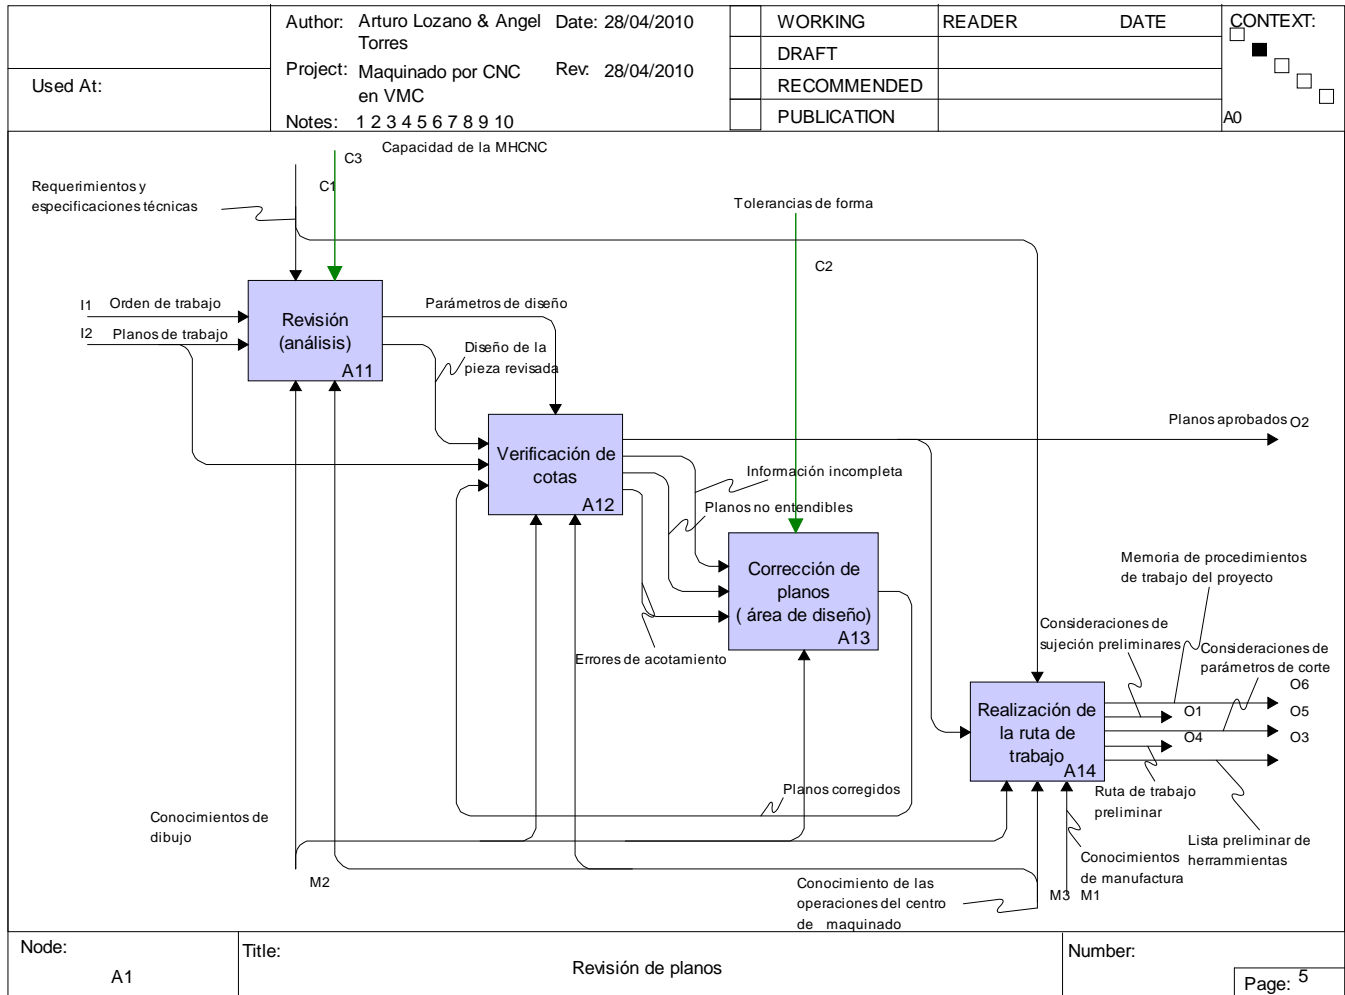 Used At:
Author: Arturo Lozano & Angel
Torres
Date: 28/04/2010
Project: Maquinado por CNC
en VMC
Rev: 28/04/2010
Notes: 1 2 3 4 5 6 7 8 9 10
WORKING
DRAFT
RECOMMENDED
PUBLICATION
READER
DATE
CONTEXT:
A0
C3
Capacidad de la MHCNC
C1
Requerimientos y
especificaciones técnicas
Tolerancias de forma
C2
I1 Orden de trabajo
I2 Planos de trabajo
Revisión
(análisis)
A11
Parámetros de diseño
Diseño de la
pieza revisada
Verificación de
cotas
A12
Planos aprobados O2
Información incompleta
Planos no entendibles
Corrección de
planos
( área de diseño)
A13
Errores de acotamiento
Memoria de procedimientos
de trabajo del proyecto
Consideraciones de
sujeción preliminares
Consideraciones de
parámetros de corte
Realización de
la ruta de
trabajo
A14
O6
O1
O5
O4
O3
Planos corregidos
Ruta de trabajo
preliminar
Lista preliminar de
herrammientas
Conocimientos de
dibujo
M2
Conocimientos
de manufactura
Conocimiento de las
operaciones del centro
de maquinado
M3
M1
Node:
A1
Title:
Revisión de planos
Number:
Page: 5